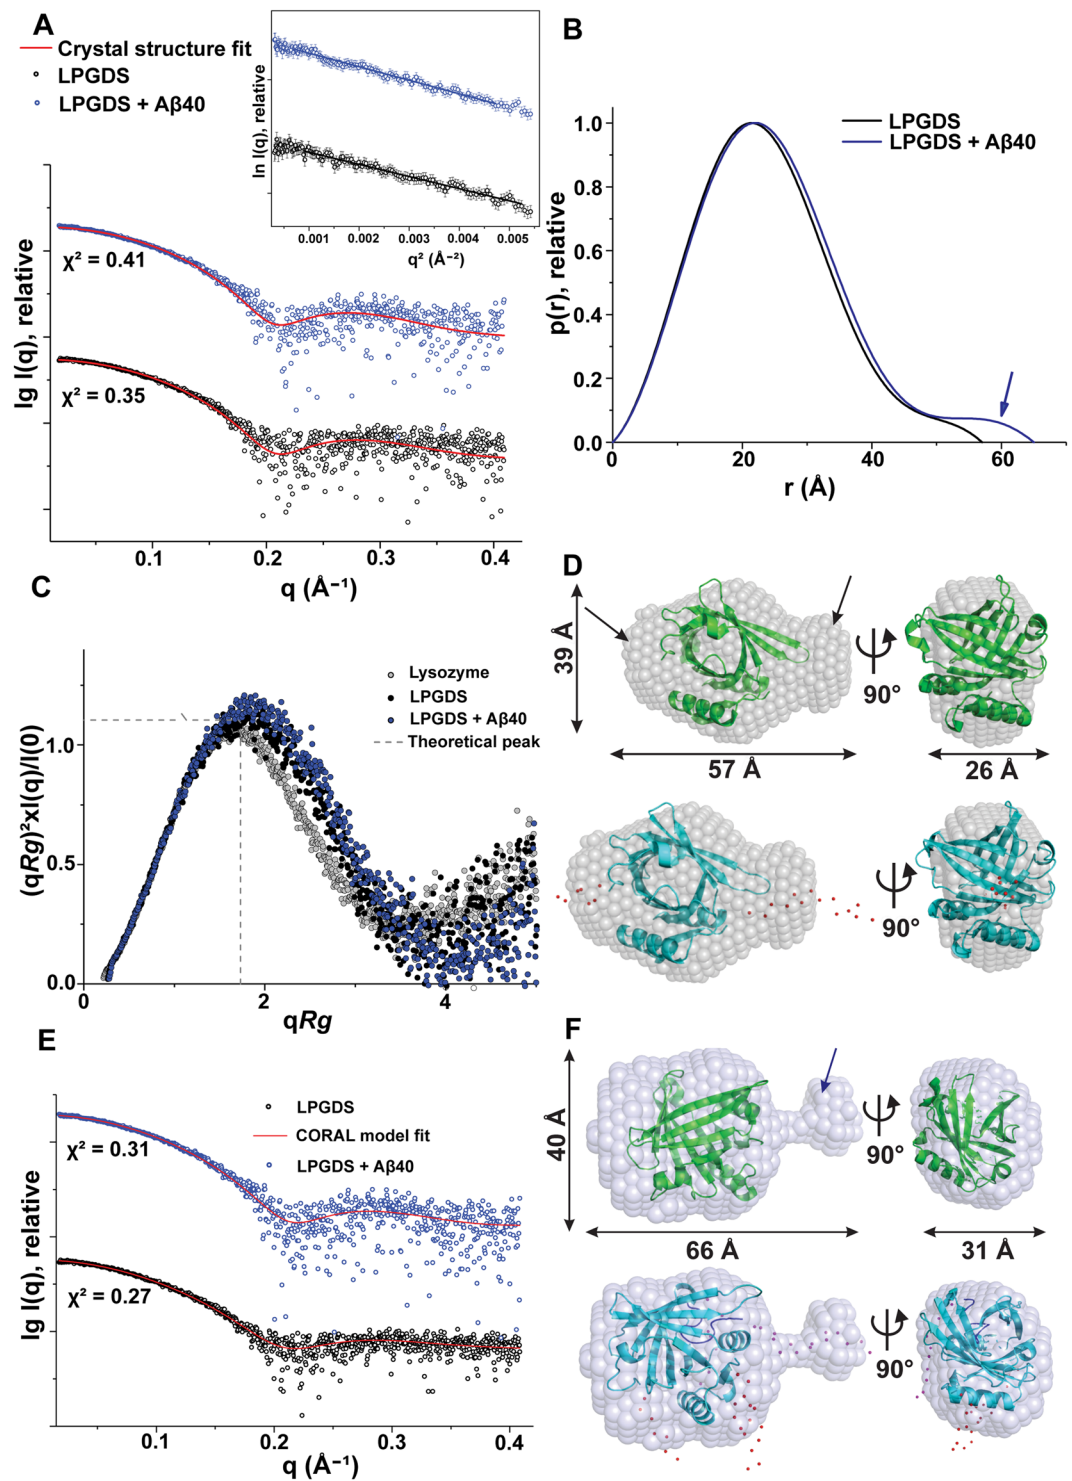 A
Crystal structure fit
LPGDS
LPGDS + Aβ40
ln I(q), relative
0.001 0.002 0.003 0.004 0.005
q² (Å⁻²)
lg I(q), relative
χ² = 0.41
χ² = 0.35
0.1 0.2 0.3 0.4
q (Å⁻¹)
B
LPGDS
LPGDS + Aβ40
p(r), relative
1.0
0.8
0.6
0.4
0.2
0.0
0 20 40 60
r (Å)
C
Lysozyme
LPGDS
LPGDS + Aβ40
Theoretical peak
(qRg)²xI(q)/I(0)
1.0
0.5
0.0
0 2 4
qRg
D
39 Å
90°
57 Å
26 Å
90°
E
LPGDS
CORAL model fit
LPGDS + Aβ40
lg I(q), relative
χ² = 0.31
χ² = 0.27
0.1 0.2 0.3 0.4
q (Å⁻¹)
F
40 Å
90°
66 Å
31 Å
90°